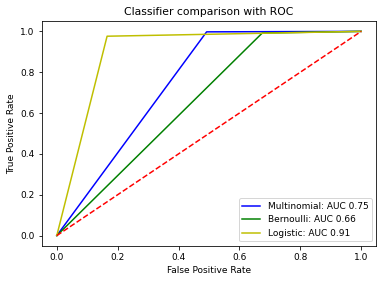 Classifier comparison with ROC
True Positive Rate
1.0
0.8
0.6
0.4
0.2
0.0
Multinomial: AUC 0.75
Bernoulli: AUC 0.66
Logistic: AUC 0.91
0.0 0.2 0.4 0.6 0.8 1.0
False Positive Rate